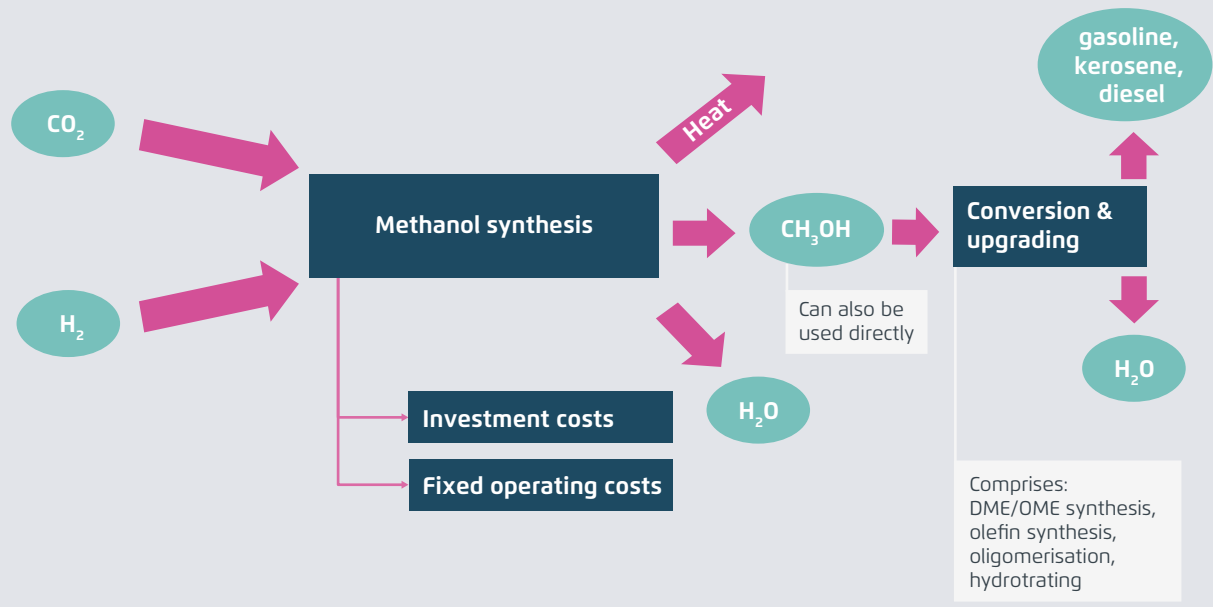 CO₂
H₂
Methanol synthesis
Investment costs
Fixed operating costs
Heat
CH₃OH
Can also be
used directly
H₂O
Conversion &
upgrading
gasoline,
kerosene,
diesel
H₂O
Comprises:
DME/OME synthesis,
olefin synthesis,
oligomerisation,
hydrotrating